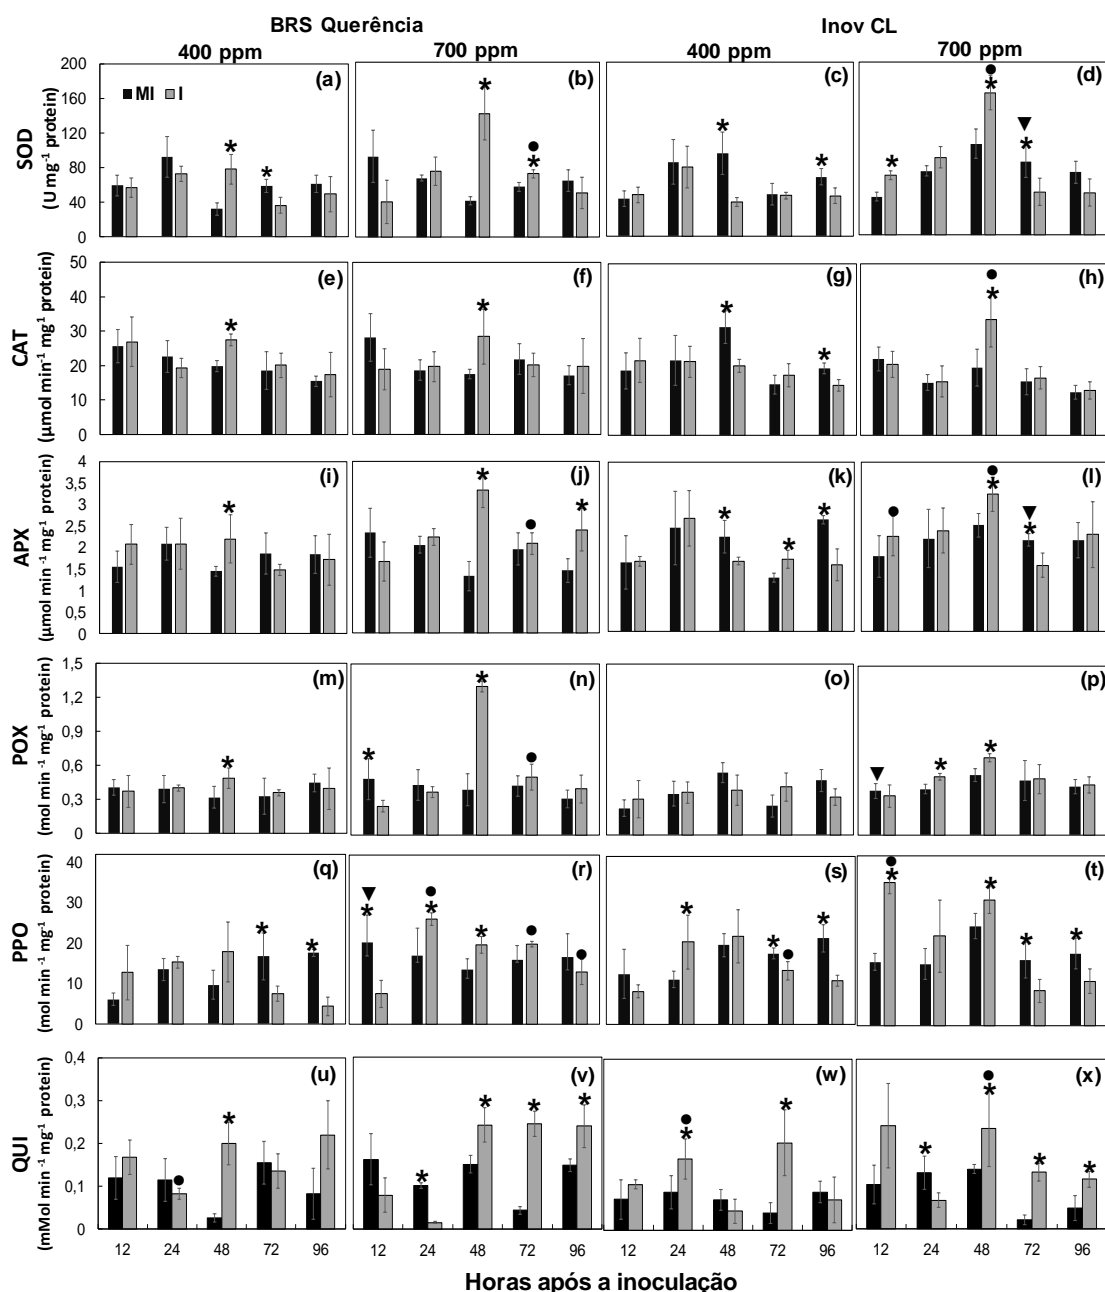 BRS Querência Inov CL
400 ppm 700 ppm 400 ppm 700 ppm
SOD
(U mg⁻¹ protein)
200
160
120
80
40
0
MI I
(a) (b) (c) (d)
CAT
(µmol min⁻¹ mg¹ protein)
50
40
30
20
10
0
(e) (f) (g) (h)
APX
(µmol min⁻¹ mg⁻¹ protein)
4
3,5
3
2,5
2
1,5
1
0,5
0
(i) (j) (k) (l)
POX
(mol min⁻¹ mg⁻¹ protein)
1,5
1,2
0,9
0,6
0,3
0
(m) (n) (o) (p)
PPO
(mol min⁻¹ mg⁻¹ protein)
40
30
20
10
0
(q) (r) (s) (t)
QUI
(mMol min⁻¹ mg⁻¹ protein)
0,4
0,3
0,2
0,1
0
(u) (v) (w) (x)
12 24 48 72 96 12 24 48 72 96 12 24 48 72 96 12 24 48 72 96
Horas após a inoculação